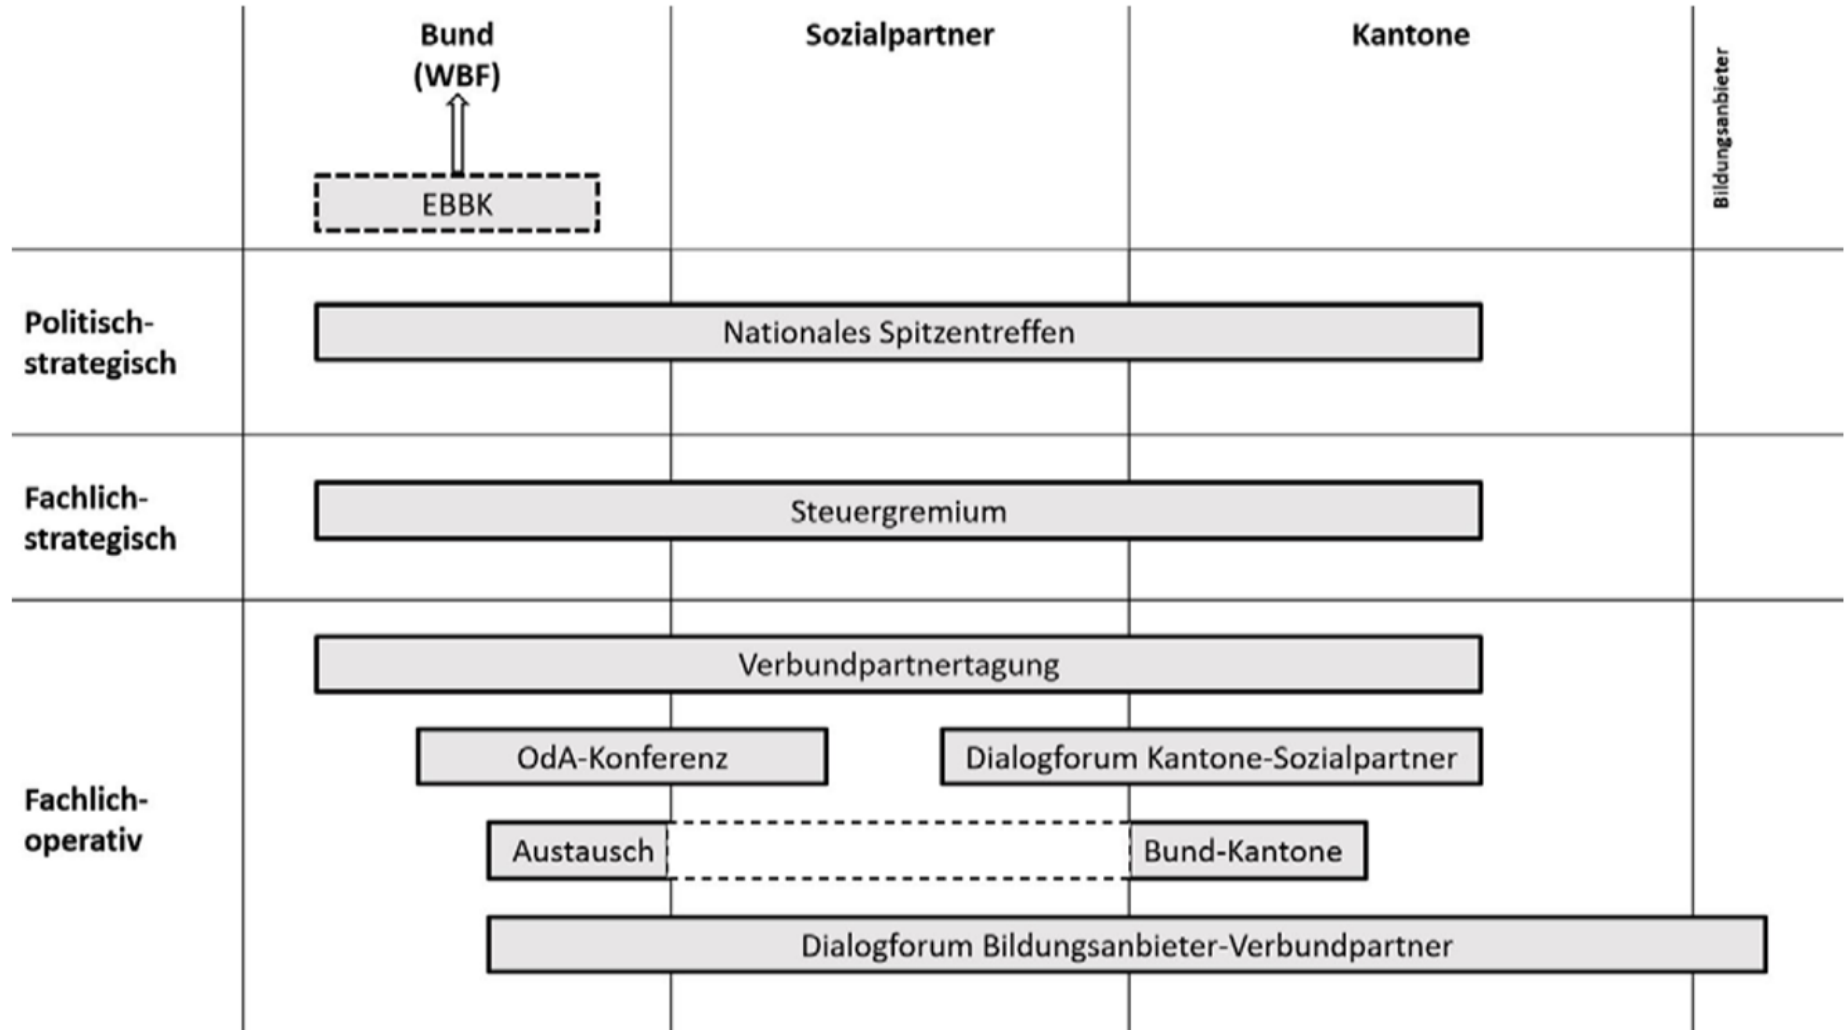 Bund
(WBF)
Sozialpartner
Kantone
Bildungsanbieter
EBBK
Politisch-
strategisch
Nationales Spitzentreffen
Fachlich-
strategisch
Steuergremium
Fachlich-
operativ
Verbundpartnertagung
OdA-Konferenz
Dialogforum Kantone-Sozialpartner
Austausch
Bund-Kantone
Dialogforum Bildungsanbieter-Verbundpartner